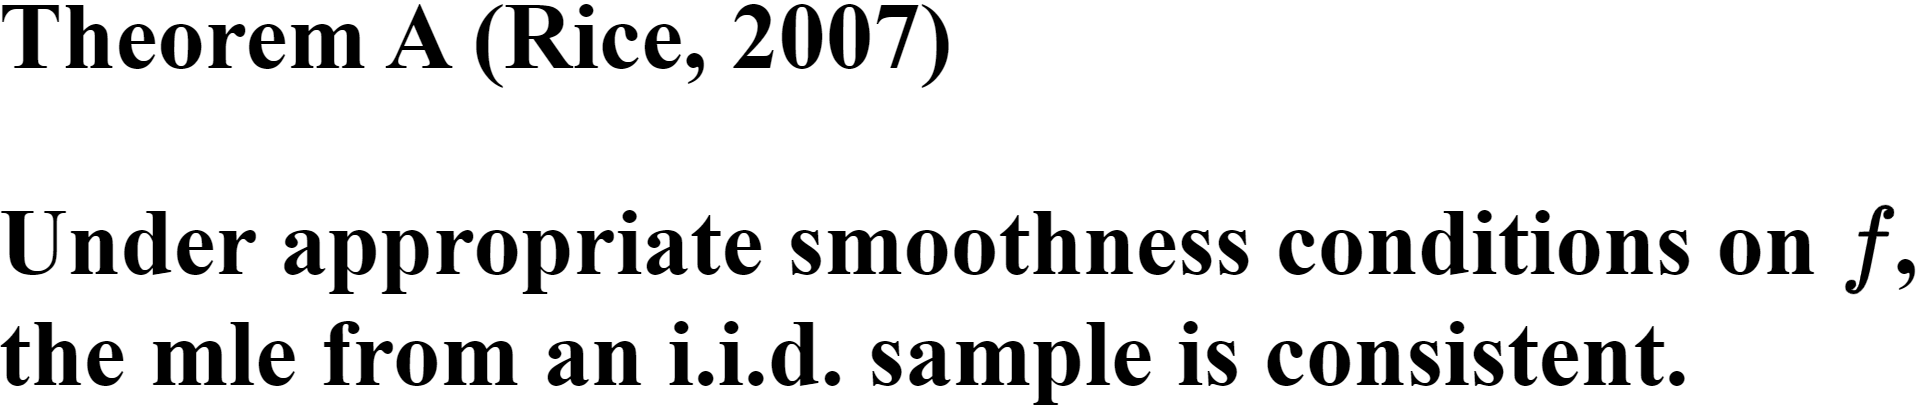 Theorem A (Rice, 2007)
Under appropriate smoothness conditions on f,
the mle from an i.i.d. sample is consistent.